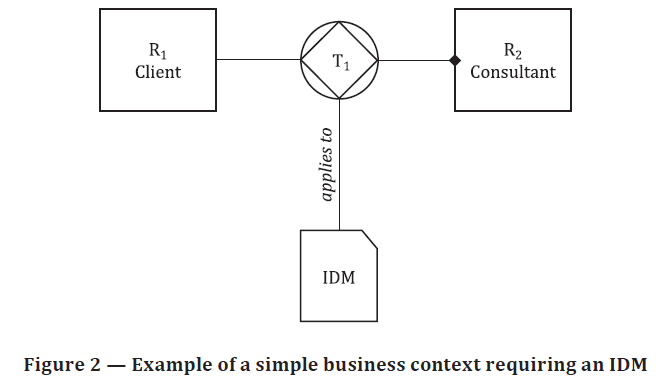 R₁
Client
T₁
R₂
Consultant
applies to
IDM
Figure 2 — Example of a simple business context requiring an IDM